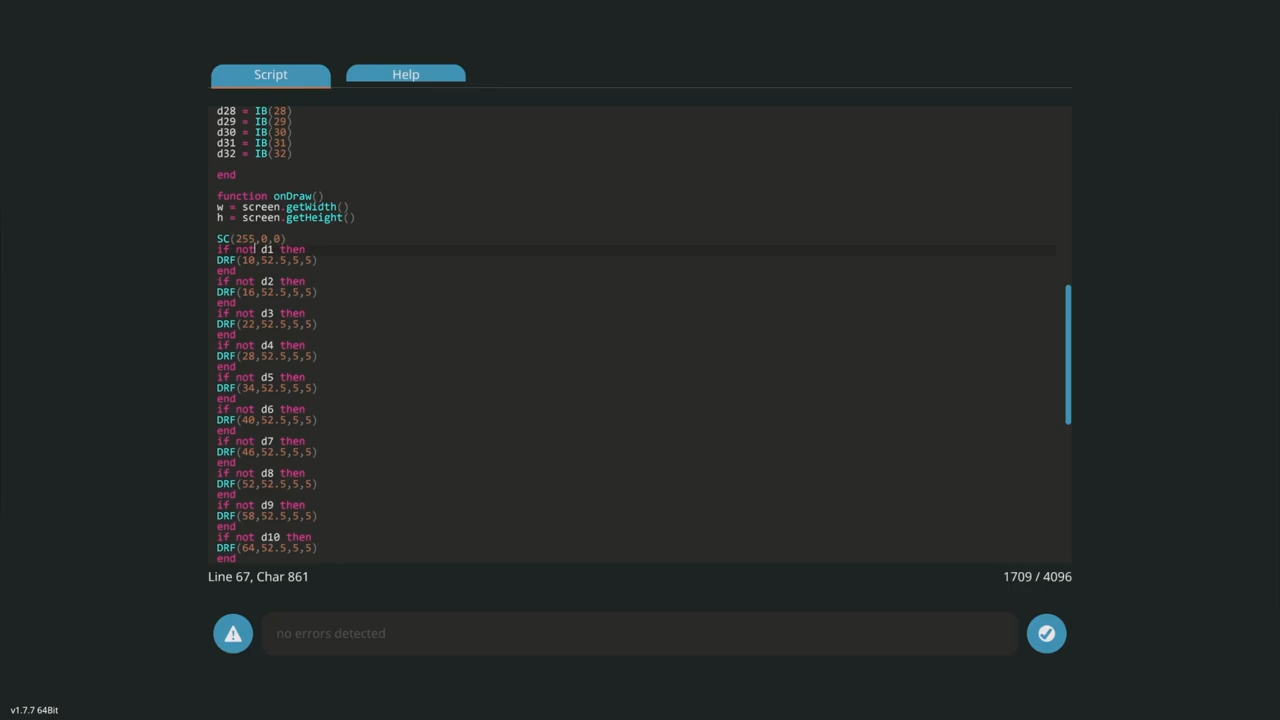 Script
Help
d28 = IB(28)
d29 = IB(29)
d30 = IB(30)
d31 = IB(31)
d32 = IB(32)
end
function onDraw()
w = screen.getWidth()
h = screen.getHeight()
SC(255,0,0)
if not d1 then
DRF(10,52.5,5,5)
end
if not d2 then
DRF(16,52.5,5,5)
end
if not d3 then
DRF(22,52.5,5,5)
end
if not d4 then
DRF(28,52.5,5,5)
end
if not d5 then
DRF(34,52.5,5,5)
end
if not d6 then
DRF(40,52.5,5,5)
end
if not d7 then
DRF(46,52.5,5,5)
end
if not d8 then
DRF(52,52.5,5,5)
end
if not d9 then
DRF(58,52.5,5,5)
end
if not d10 then
DRF(64,52.5,5,5)
end
Line 67, Char 861
1709 / 4096
no errors detected
v1.7.7 64Bit